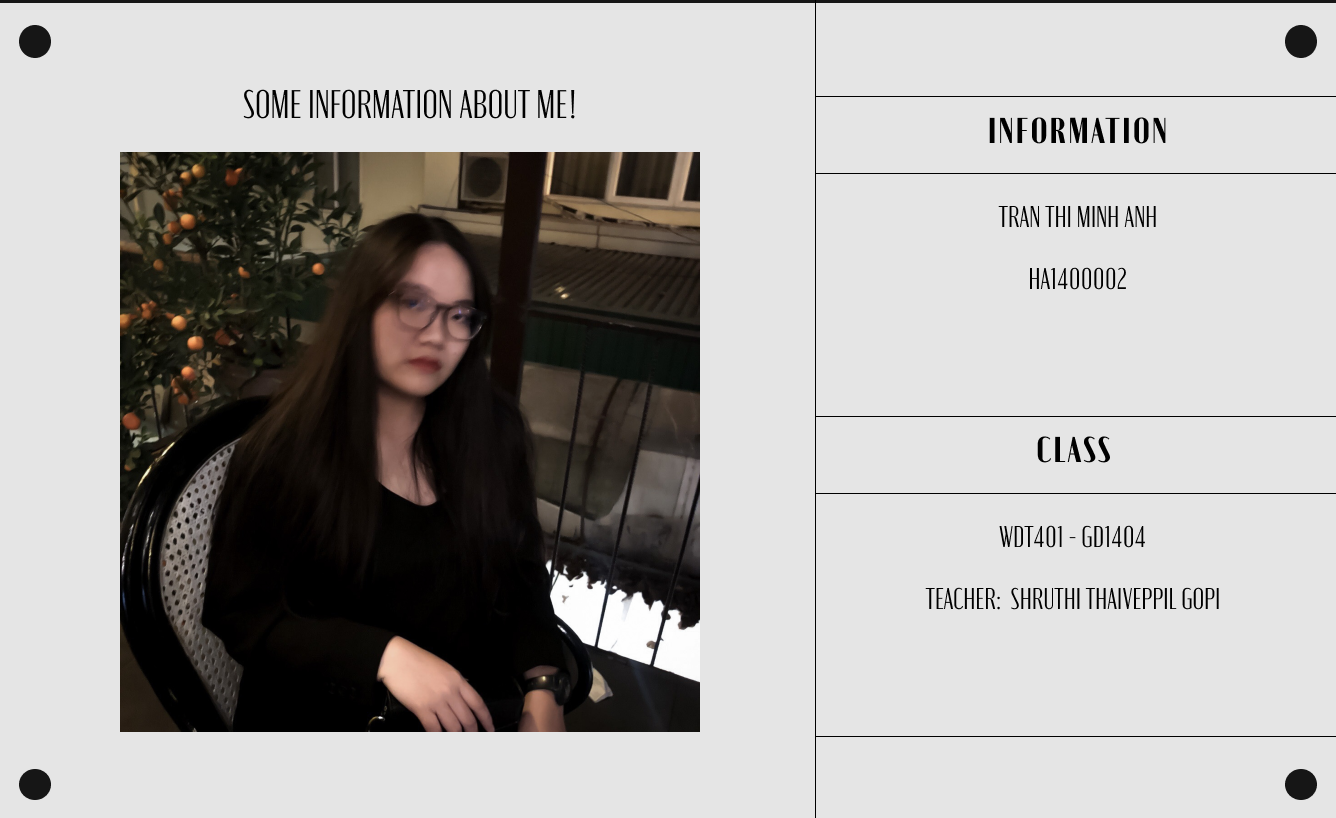 SOME INFORMATION ABOUT ME!
INFORMATION
TRAN THI MINH ANH
HA1400002
CLASS
WDT401 - GD1404
TEACHER: SHRUTHI THAIVEPPIL GOPI